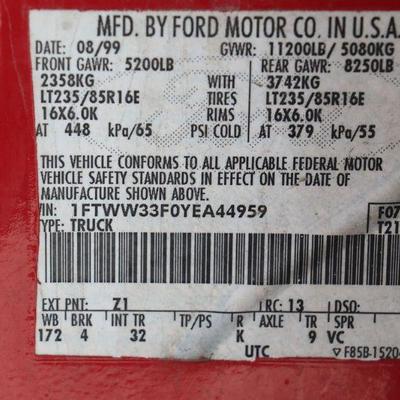 MFD. BY FORD MOTOR CO. IN U.S.A.
DATE: 08/99 GVWR: 11200LB/ 5080KG
FRONT GAWR: 5200LB REAR GAWR: 8250LB
2358KG WITH 3742KG
LT235/85R16E TIRES LT235/85R16E
16X6.0K RIMS 16X6.0K
AT 448 kPa/65 PSI COLD AT 379 kPa/55
THIS VEHICLE CONFORMS TO ALL APPLICABLE FEDERAL MOTOR
VEHICLE SAFETY STANDARDS IN EFFECT ON THE DATE OF
MANUFACTURE SHOWN ABOVE.
VIN: 1FTWW33F0YEA44959 F07
TYPE: TRUCK T21
EXT PNT: Z1 RC: 13 DSO:
WB BRK INT TR TP/PS R AXLE TR SPR
172 4 32 K 9 VC
UTC ▽F85B-1520